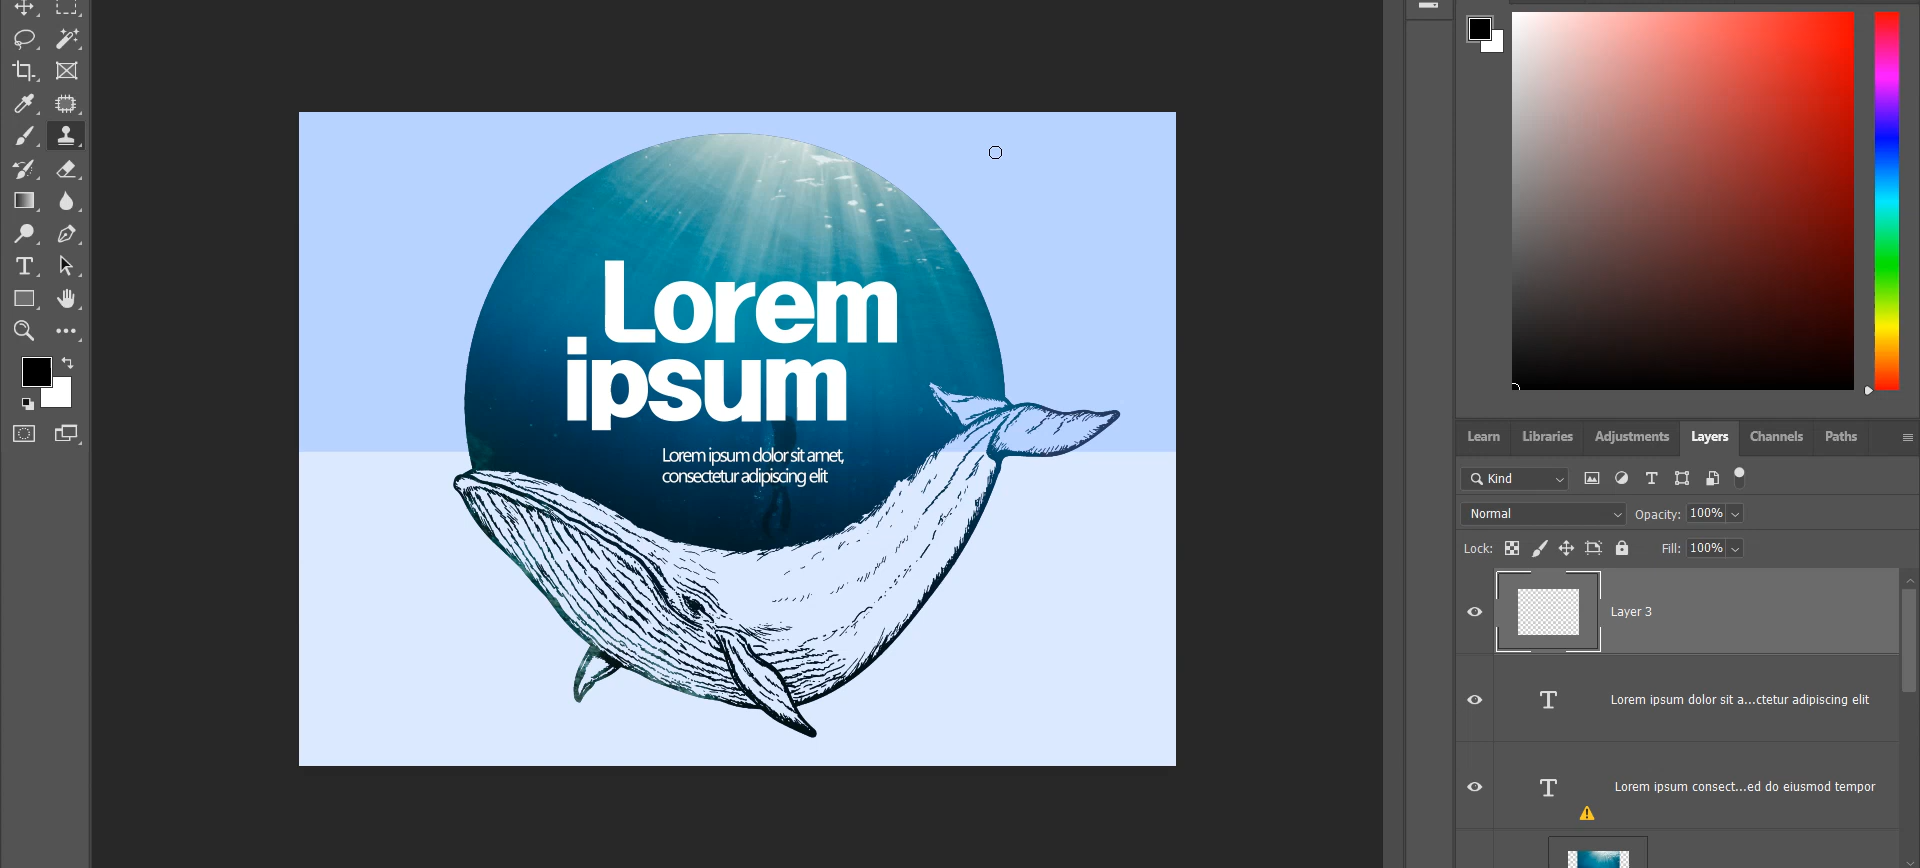 Lorem
ipsum
Lorem ipsum dolor sit amet,
consectetur adipiscing elit
Learn Libraries Adjustments Layers Channels Paths
Kind
Normal Opacity: 100%
Lock: Fill: 100%
Layer 3
Lorem ipsum dolor sit a...ctetur adipiscing elit
Lorem ipsum consect...ed do eiusmod tempor